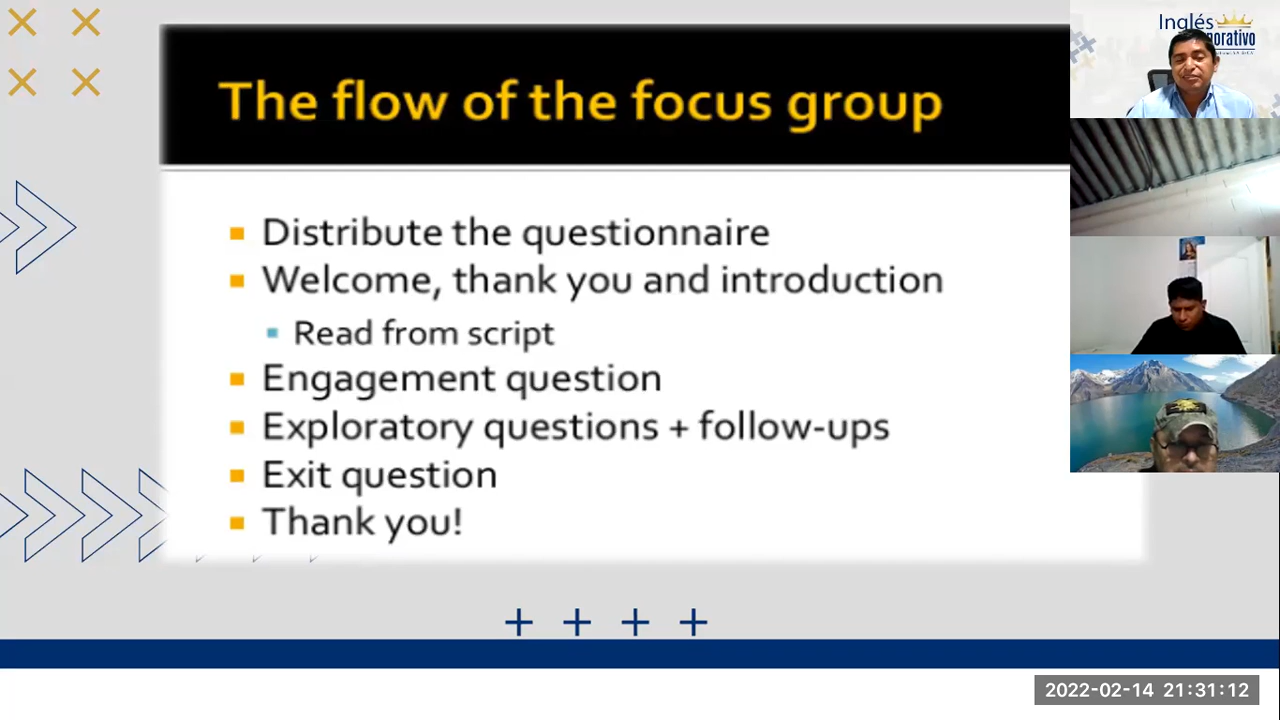 The flow of the focus group
Distribute the questionnaire
Welcome, thank you and introduction
Read from script
Engagement question
Exploratory questions + follow-ups
Exit question
Thank you!
Inglés
2022-02-14 21:31:12